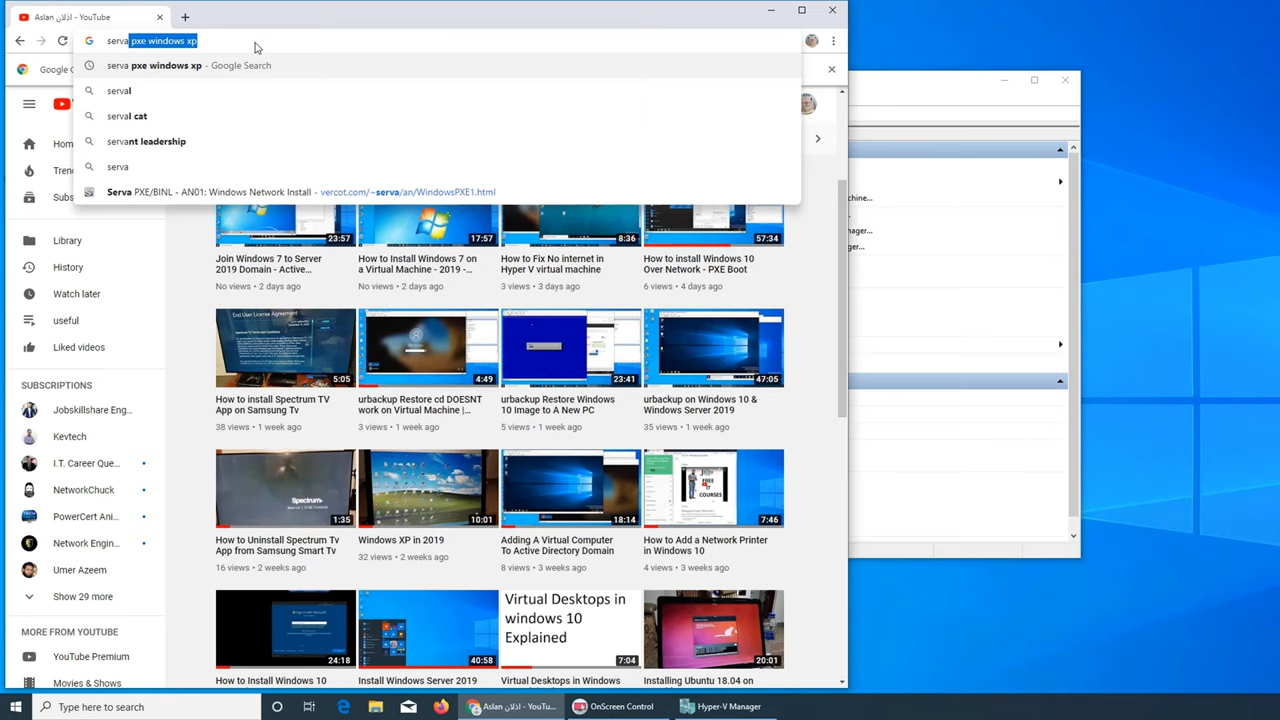 Aslan اذلان - YouTube
serva pxe windows xp
Google C
serva pxe windows xp - Google Search
serval
serval cat
servant leadership
serva
Serva PXE/BINL - AN01: Windows Network Install - vercot.com/~serva/an/WindowsPXE1.html
Hom
Tren
Subs
Library
History
Watch later
useful
Liked videos
SUBSCRIPTIONS
Jobskillshare Eng...
Kevtech
I.T. Career Que...
NetworkChuck
PowerCert Ani...
Network Engin...
Umer Azeem
Show 29 more
MORE FROM YOUTUBE
YouTube Premium
Movies & Shows
23:57
17:57
8:36
57:34
Join Windows 7 to Server
2019 Domain - Active...
No views • 2 days ago
How to Install Windows 7 on
a Virtual Machine - 2019 -...
No views • 2 days ago
How to Fix No internet in
Hyper V virtual machine
3 views • 3 days ago
How to install Windows 10
Over Network - PXE Boot
6 views • 4 days ago
5:05
4:49
23:41
47:05
How to install Spectrum TV
App on Samsung Tv
38 views • 1 week ago
urbackup Restore cd DOESNT
work on Virtual Machine |...
3 views • 1 week ago
urbackup Restore Windows
10 Image to A New PC
5 views • 1 week ago
urbackup on Windows 10 &
Windows Server 2019
35 views • 1 week ago
Spectrum
1:35
10:01
18:14
FREE
IT
COURSES
7:46
How to Uninstall Spectrum Tv
App from Samsung Smart Tv
16 views • 2 weeks ago
Windows XP in 2019
32 views • 2 weeks ago
Adding A Virtual Computer
To Active Directory Domain
8 views • 3 weeks ago
How to Add a Network Printer
in Windows 10
4 views • 3 weeks ago
24:18
40:58
Virtual Desktops in
windows 10
Explained
7:04
20:01
How to Install Windows 10
Install Windows Server 2019
Virtual Desktops in Windows
Installing Ubuntu 18.04 on
chine...
anager...
ger...
Type here to search
Aslan اذلان - YouTu...
OnScreen Control
Hyper-V Manager